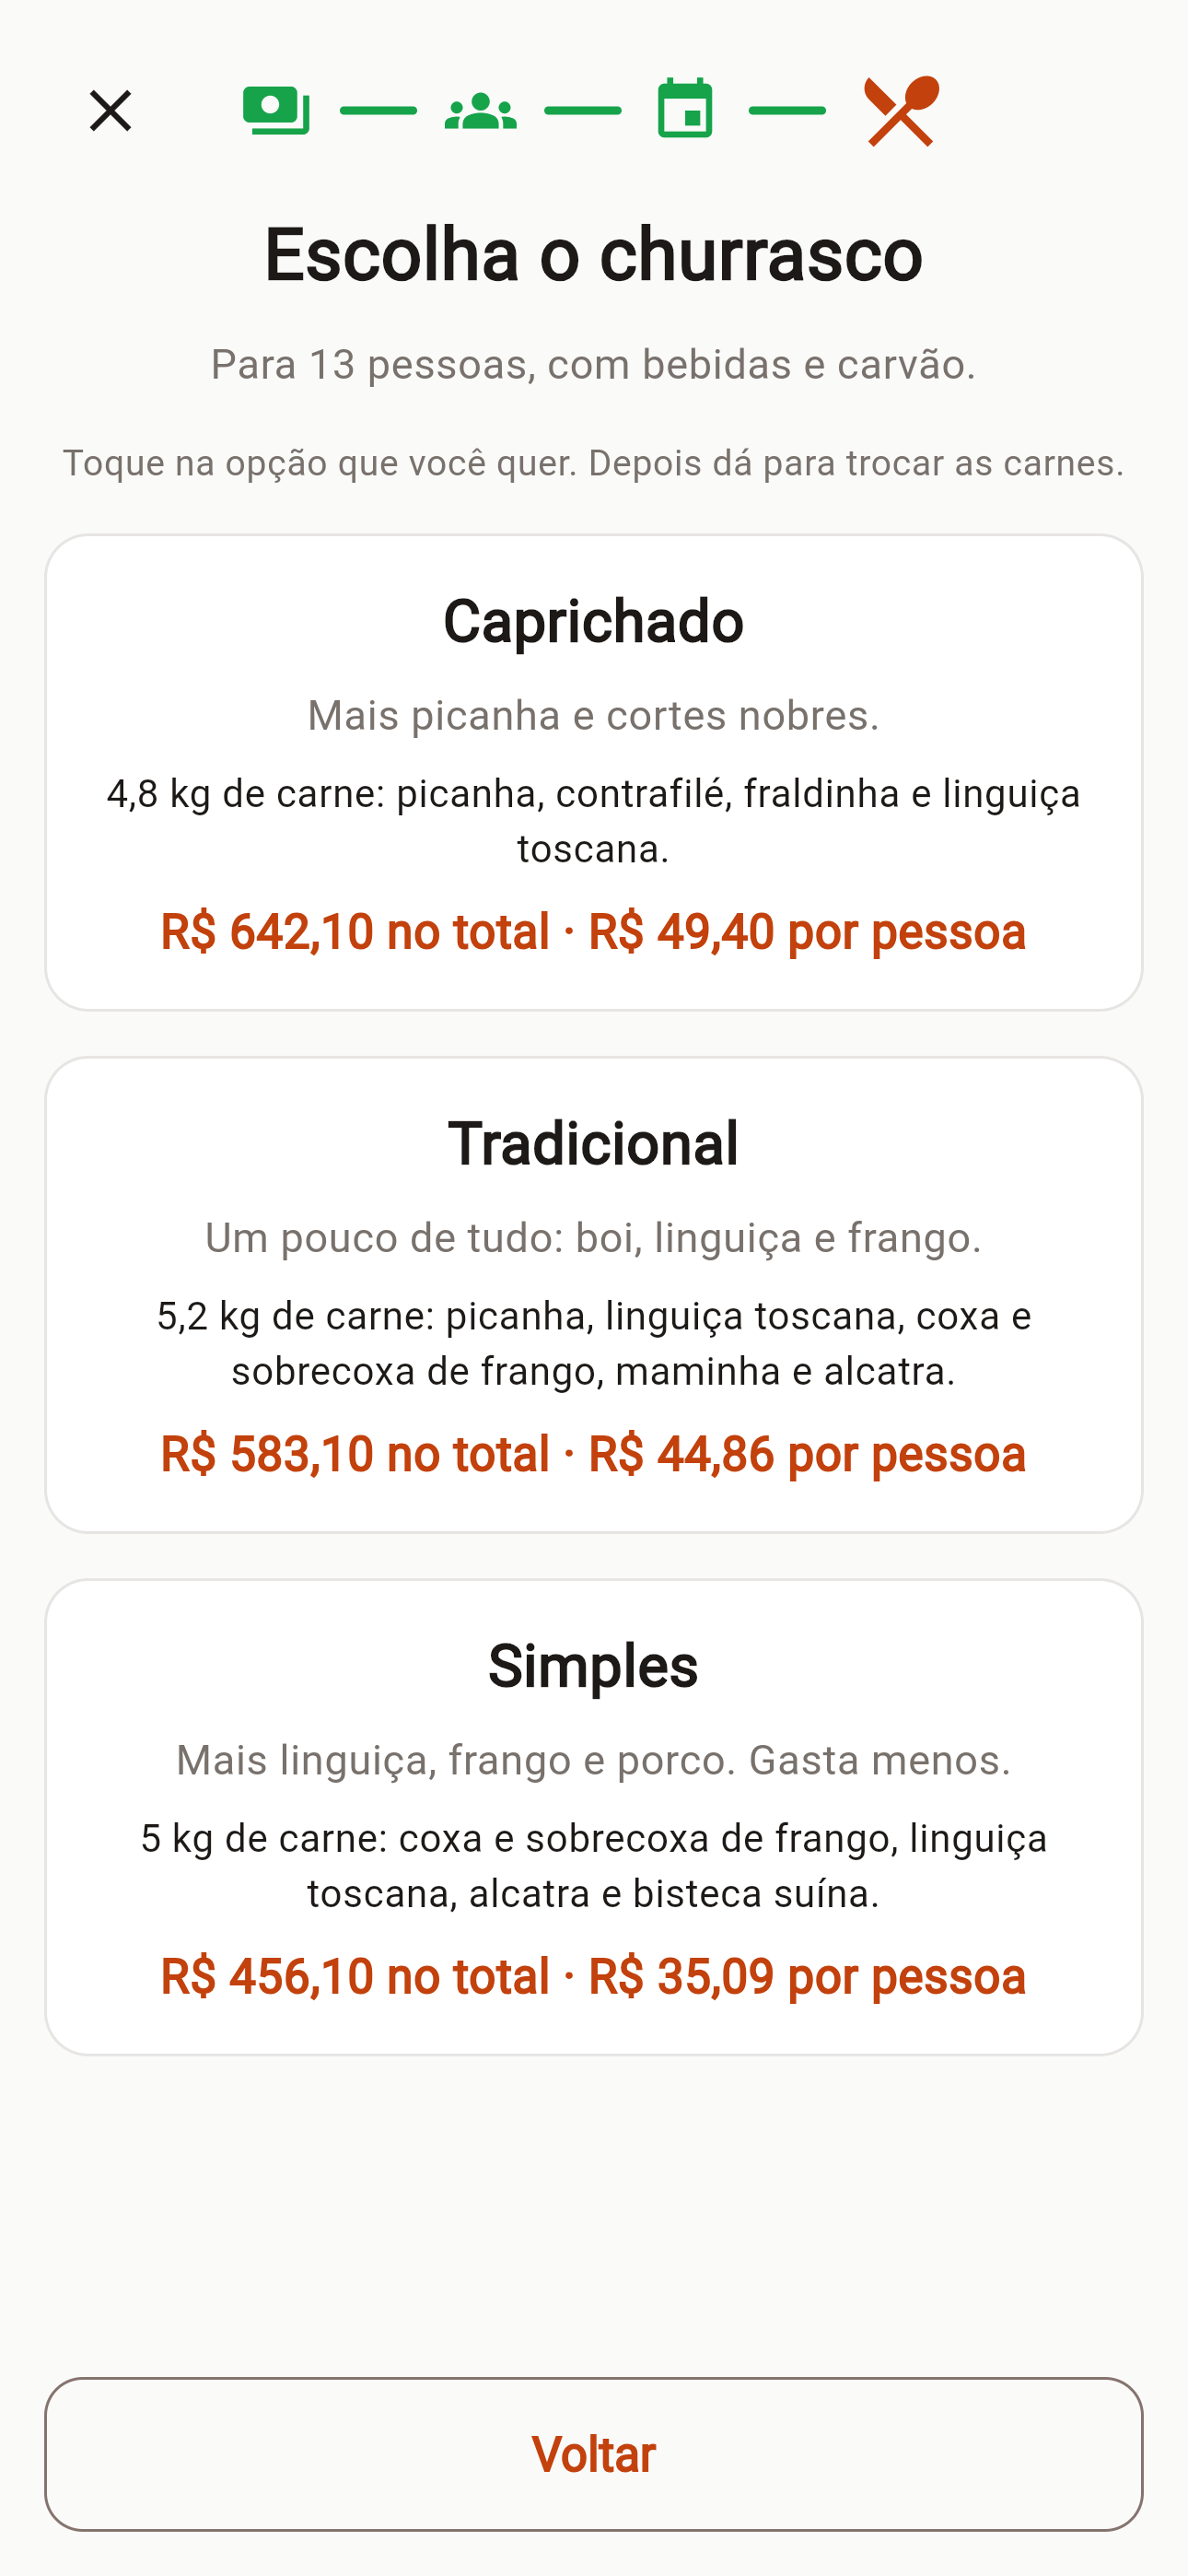 Escolha o churrasco
Para 13 pessoas, com bebidas e carvão.
Toque na opção que você quer. Depois dá para trocar as carnes.
Caprichado
Mais picanha e cortes nobres.
4,8 kg de carne: picanha, contrafilé, fraldinha e linguiça
toscana.
R$ 642,10 no total · R$ 49,40 por pessoa
Tradicional
Um pouco de tudo: boi, linguiça e frango.
5,2 kg de carne: picanha, linguiça toscana, coxa e
sobrecoxa de frango, maminha e alcatra.
R$ 583,10 no total · R$ 44,86 por pessoa
Simples
Mais linguiça, frango e porco. Gasta menos.
5 kg de carne: coxa e sobrecoxa de frango, linguiça
toscana, alcatra e bisteca suína.
R$ 456,10 no total · R$ 35,09 por pessoa
Voltar